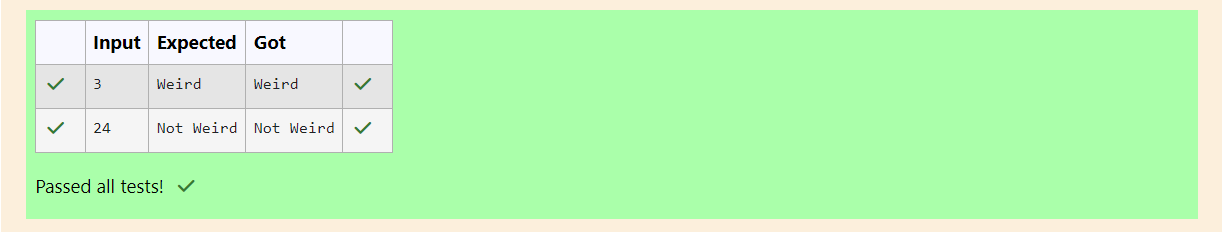 Input Expected Got
3 Weird Weird
24 Not Weird Not Weird
Passed all tests!